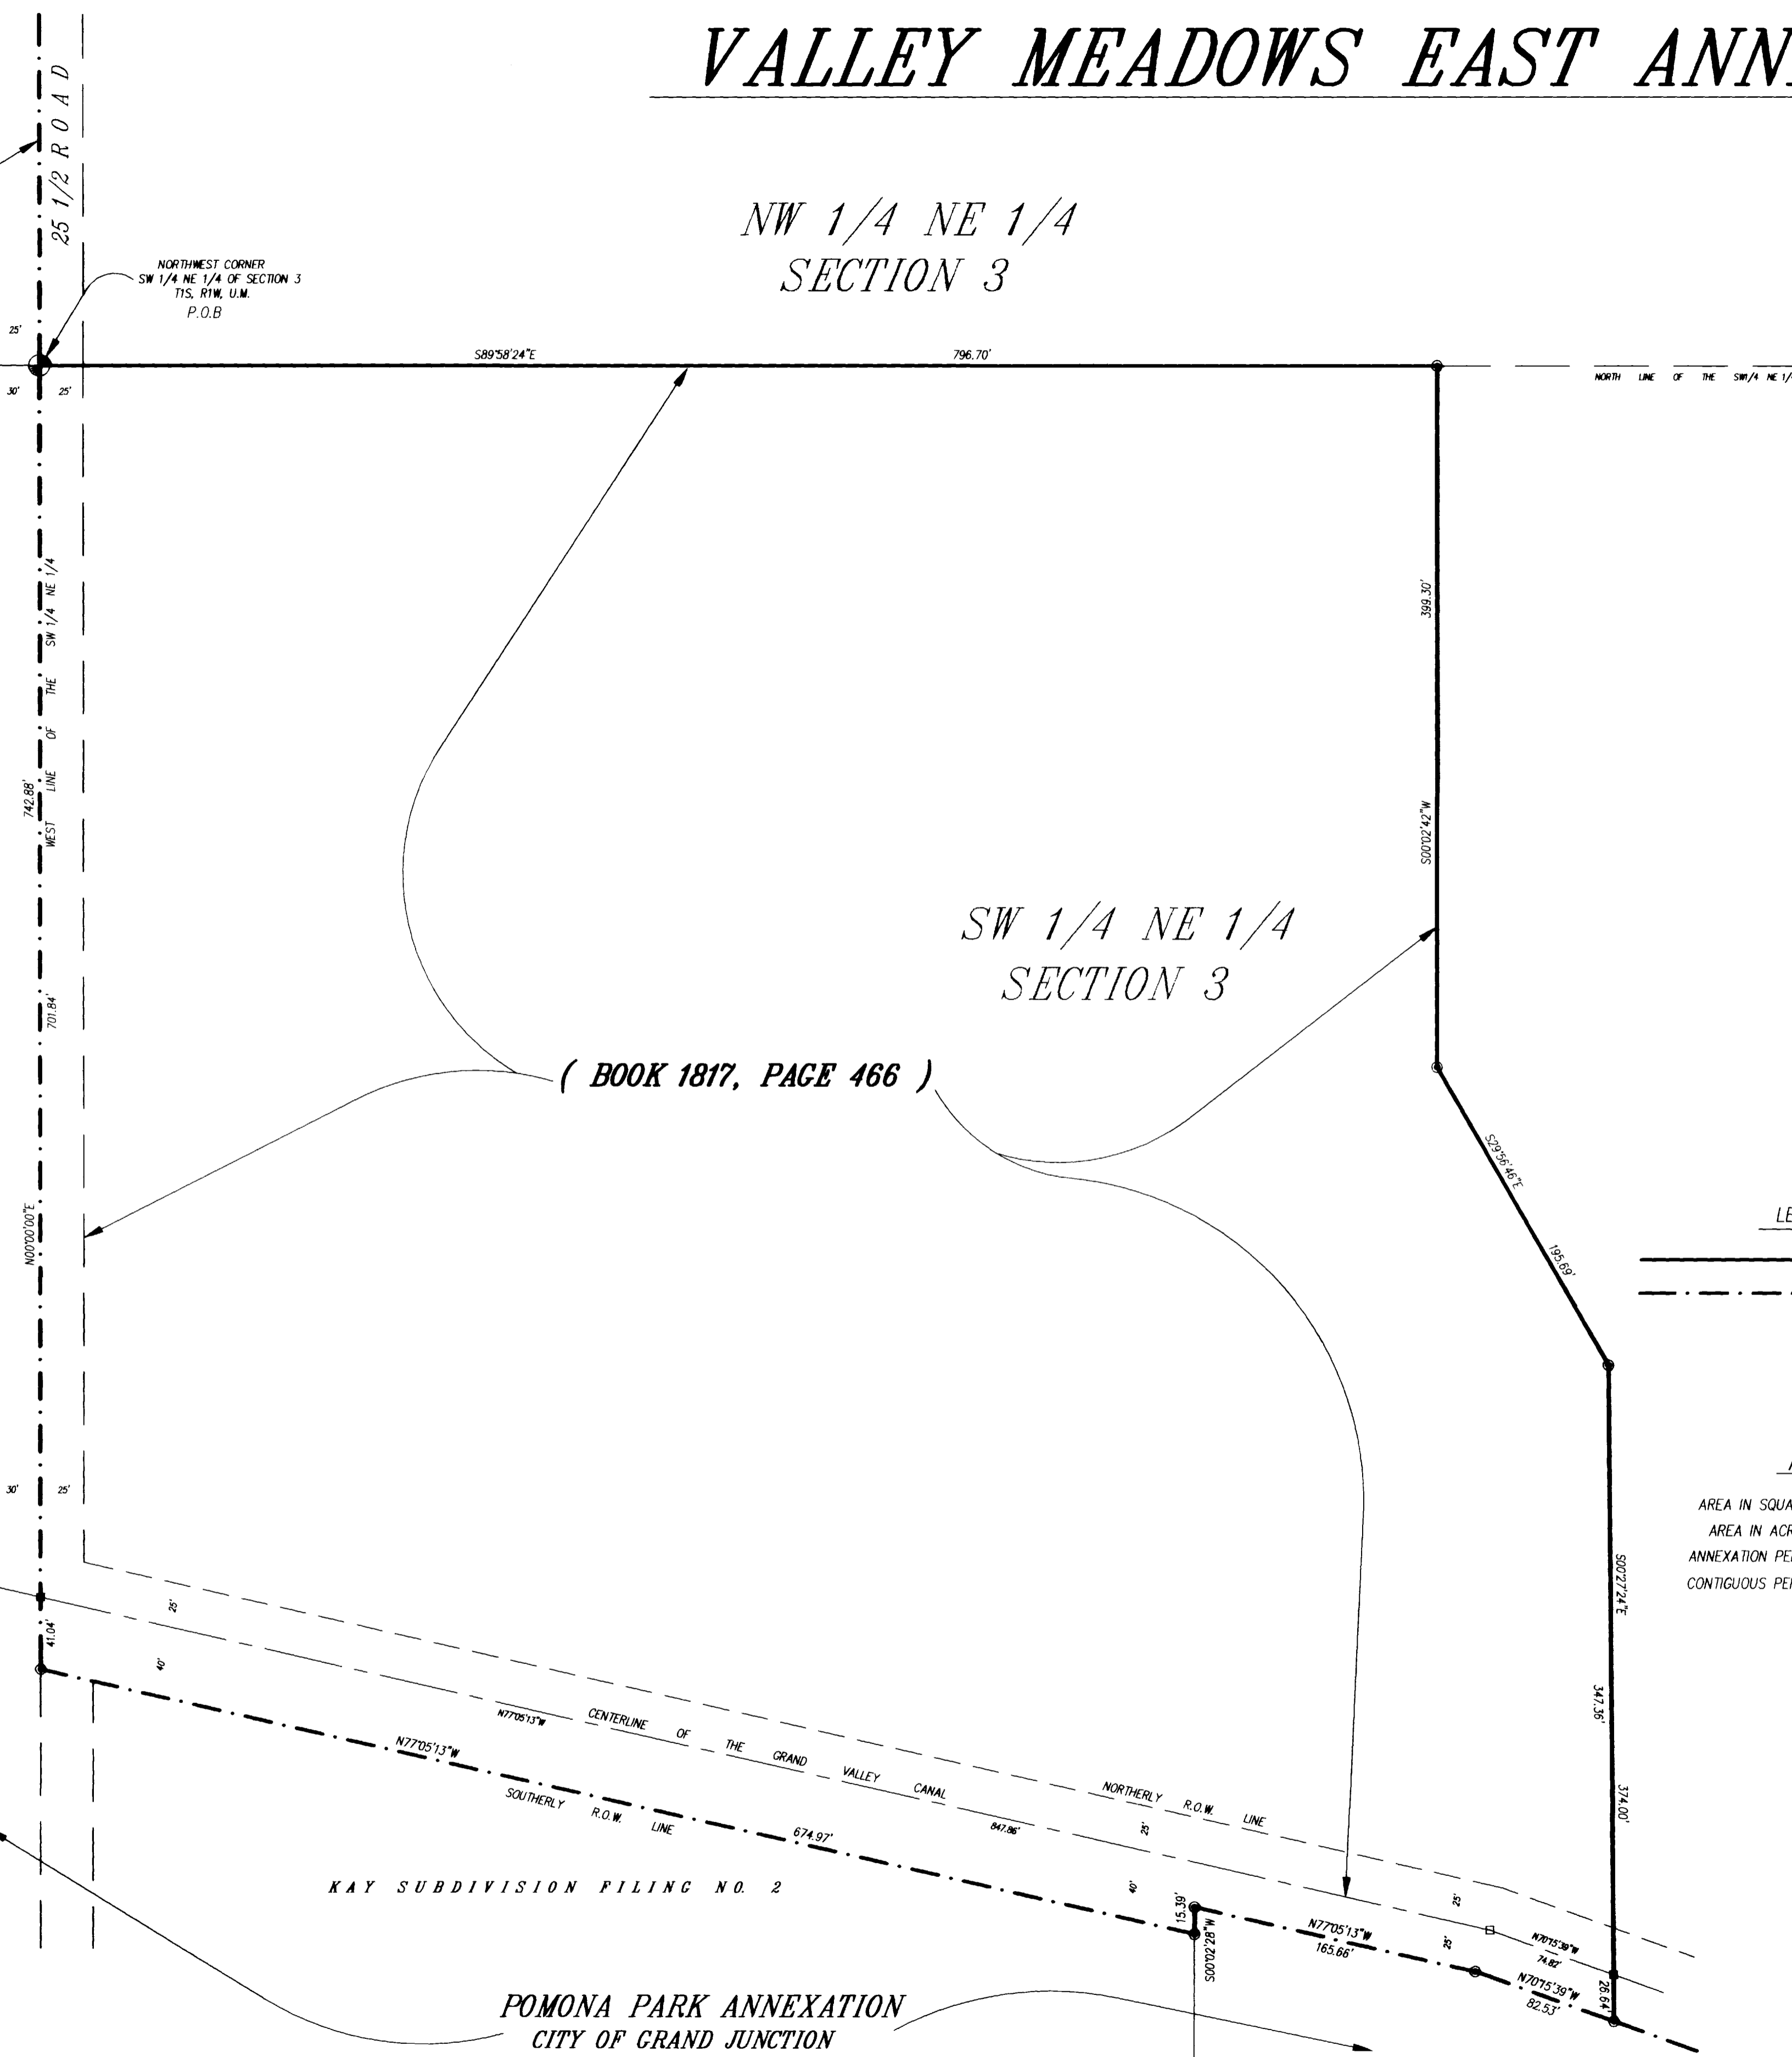 VALLEY MEADOWS EAST ANN
25 1/2 ROAD
NW 1/4 NE 1/4
SECTION 3
NORTHWEST CORNER
SW 1/4 NE 1/4 OF SECTION 3
T1S, R1W, U.M.
P.O.B
25'
30'
25'
S89°58'24"E
796.70'
NORTH LINE OF THE SW1/4 NE 1/
399.30'
S00°02'42"W
WEST LINE OF THE SW 1/4 NE 1/4
742.88'
701.84'
N00°00'00"E
SW 1/4 NE 1/4
SECTION 3
( BOOK 1817, PAGE 466 )
S29°56'46"E
195.69'
LE
30'
25'
AREA IN SQUA
AREA IN ACR
ANNEXATION PE
CONTIGUOUS PE
S00°27'24"E
347.36'
374.00'
41.04'
25'
40'
N77°05'13"W
CENTERLINE OF THE GRAND VALLEY CANAL
847.86'
25'
NORTHERLY R.O.W. LINE
N77°05'13"W
SOUTHERLY R.O.W. LINE
674.97'
KAY SUBDIVISION FILING NO. 2
40'
15.39'
S00°02'28"W
N77°05'13"W
165.66'
25'
25'
N70°15'39"W
74.82'
N70°15'39"W
82.53'
26.64'
POMONA PARK ANNEXATION
CITY OF GRAND JUNCTION